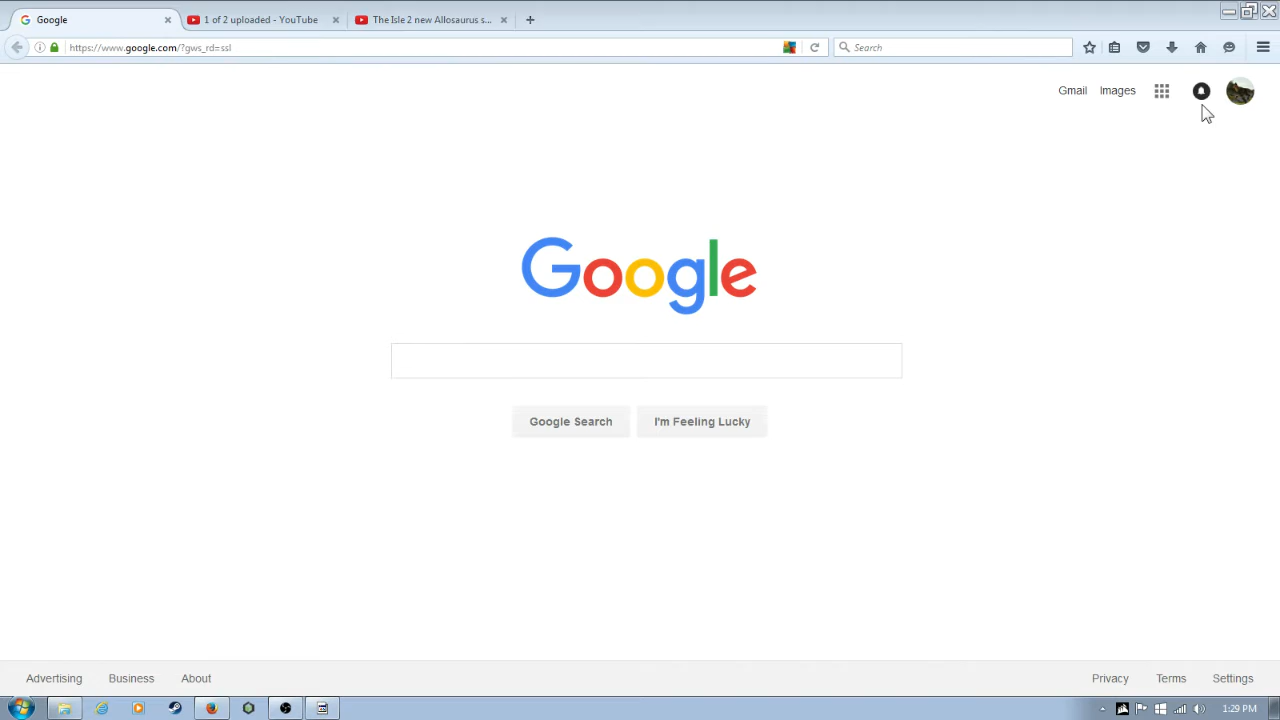 Google
1 of 2 uploaded - YouTube
The Isle 2 new Allosaurus s...
https://www.google.com/?gws_rd=ssl
Search
Gmail Images
Google
Google Search I'm Feeling Lucky
Advertising Business About Privacy Terms Settings
1:29 PM